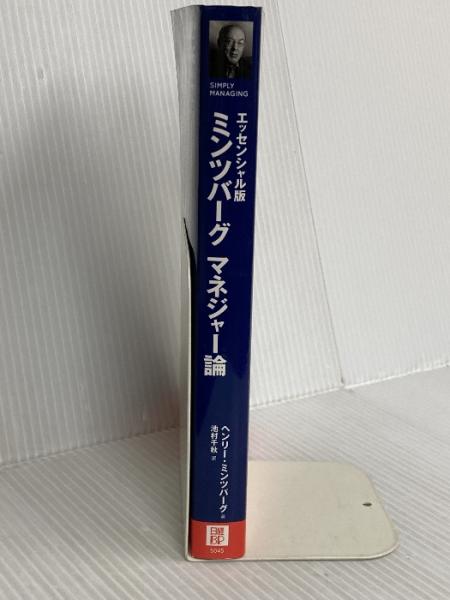 SIMPLY
MANAGING
エッセンシャル版
ミンツバーグ マネジャー論
ヘンリー・ミンツバーグ 著
池村千秋 訳
日経
BP
5045